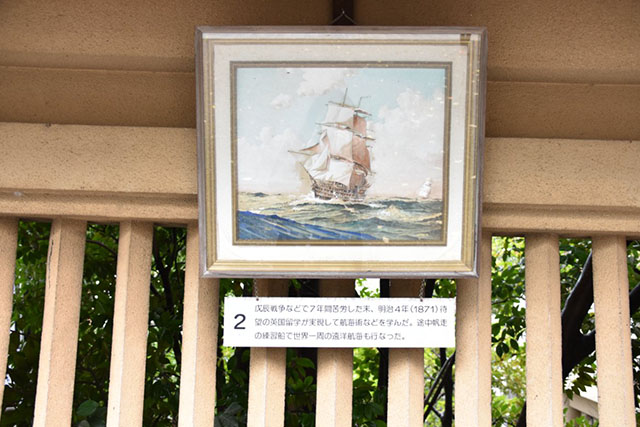 2
戊辰戦争などで7年間苦労した末、明治4年(1871)待
望の英国留学が実現して航海術などを学んだ。途中帆走
の練習船で世界一周の遠洋航海も行なった。